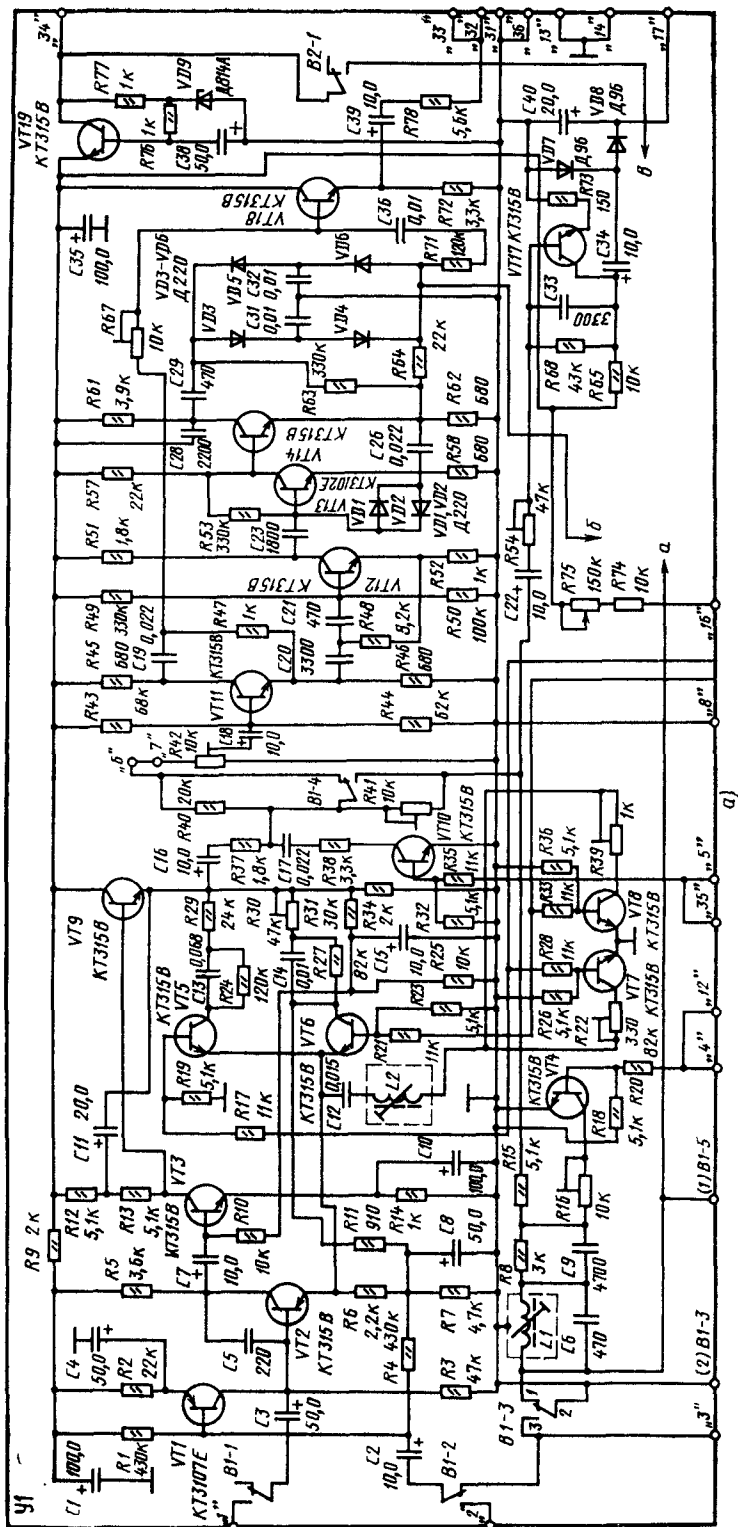 У1
C1
100,0
R1
430к
VT1
КТ3107Е
C4
50,0
R2
22к
C3
50,0
R3
47к
B1-1
„1”
C2
10,0
B1-2
„2”
„3”
R9 2к
R5
3,6к
C5
220
VT2
КТ315В
C7
10,0
R6
2,2к
R4
430к
R7
4,7к
B1-3
3
1
2
(2) B1-3
R12
5,1к
R13
5,1к
VT3
КТ315В
R10
10к
R11
910
R14
1к
C8
50,0
C10
100,0
R8
3к
L1
C9
4700
C6
470
C11
20,0
R17
11к
R19
5,1к
VT5
КТ315В
C13
0,068
R24
120к
R29
24к
VT9
КТ315В
C12
0,015
L2
VT6
КТ315В
R27
C14
0,01
R30
47к
R31
30к
R34
2к
82к
C15
10,0
R21
11к
R23
5,1к
R25
10к
R32
5,1к
R35
11к
VT10
КТ315В
R15
5,1к
R16
10к
VT4
КТ315В
R18
5,1к
R20
82к
R22
330
R26
5,1к
R28
11к
VT7
КТ315В
R33
11к
R36
5,1к
VT8
КТ315В
R39
1к
(1) B1-5
„4”
„12”
„35”
„5”
C16
10,0
R37
1,8к
C17
0,022
R38
3,3к
R40
20к
B1-4
R41
10к
„6”
„7”
R42
10к
C18
10,0
R43
68к
R44
62к
VT11
КТ315В
R45
680
C19
0,022
R47
1к
C20
3300
R46
680
R49
330к
C21
470
R48
8,2к
R50
100к
R51
1,8к
VT12
КТ315В
R52
1к
R53
330к
C23
1800
VT13
КТ3102Е
VD1
VD2
VD1, VD2
Д220
R57
22к
R58
680
C28
2200
VT14
КТ315В
C26
0,022
R61
3,9к
R62
680
C29
470
R63
330к
R64
22к
R67
10к
VD3-VD6
Д220
VD3
VD5
C31
0,01
C32
0,01
VD4
VD6
C35
100,0
VT18
КТ315В
C36
0,01
R71
120к
R72
3,3к
VT19
КТ315В
R76
1к
R77
1к
VD9
Д814А
C38
50,0
C39
10,0
R78
5,6к
B2-1
C22
10,0
R54
47к
R68
43к
R65
10к
C33
3300
VT17 КТ315В
C34
10,0
R73
150
VD7
Д9б
VD8
Д9б
C40
20,0
R75
150к
R74
10к
а
б
в
„8”
„16”
„34”
„33”
„32”
„31”
„36”
„13”
„14”
„17”
а)